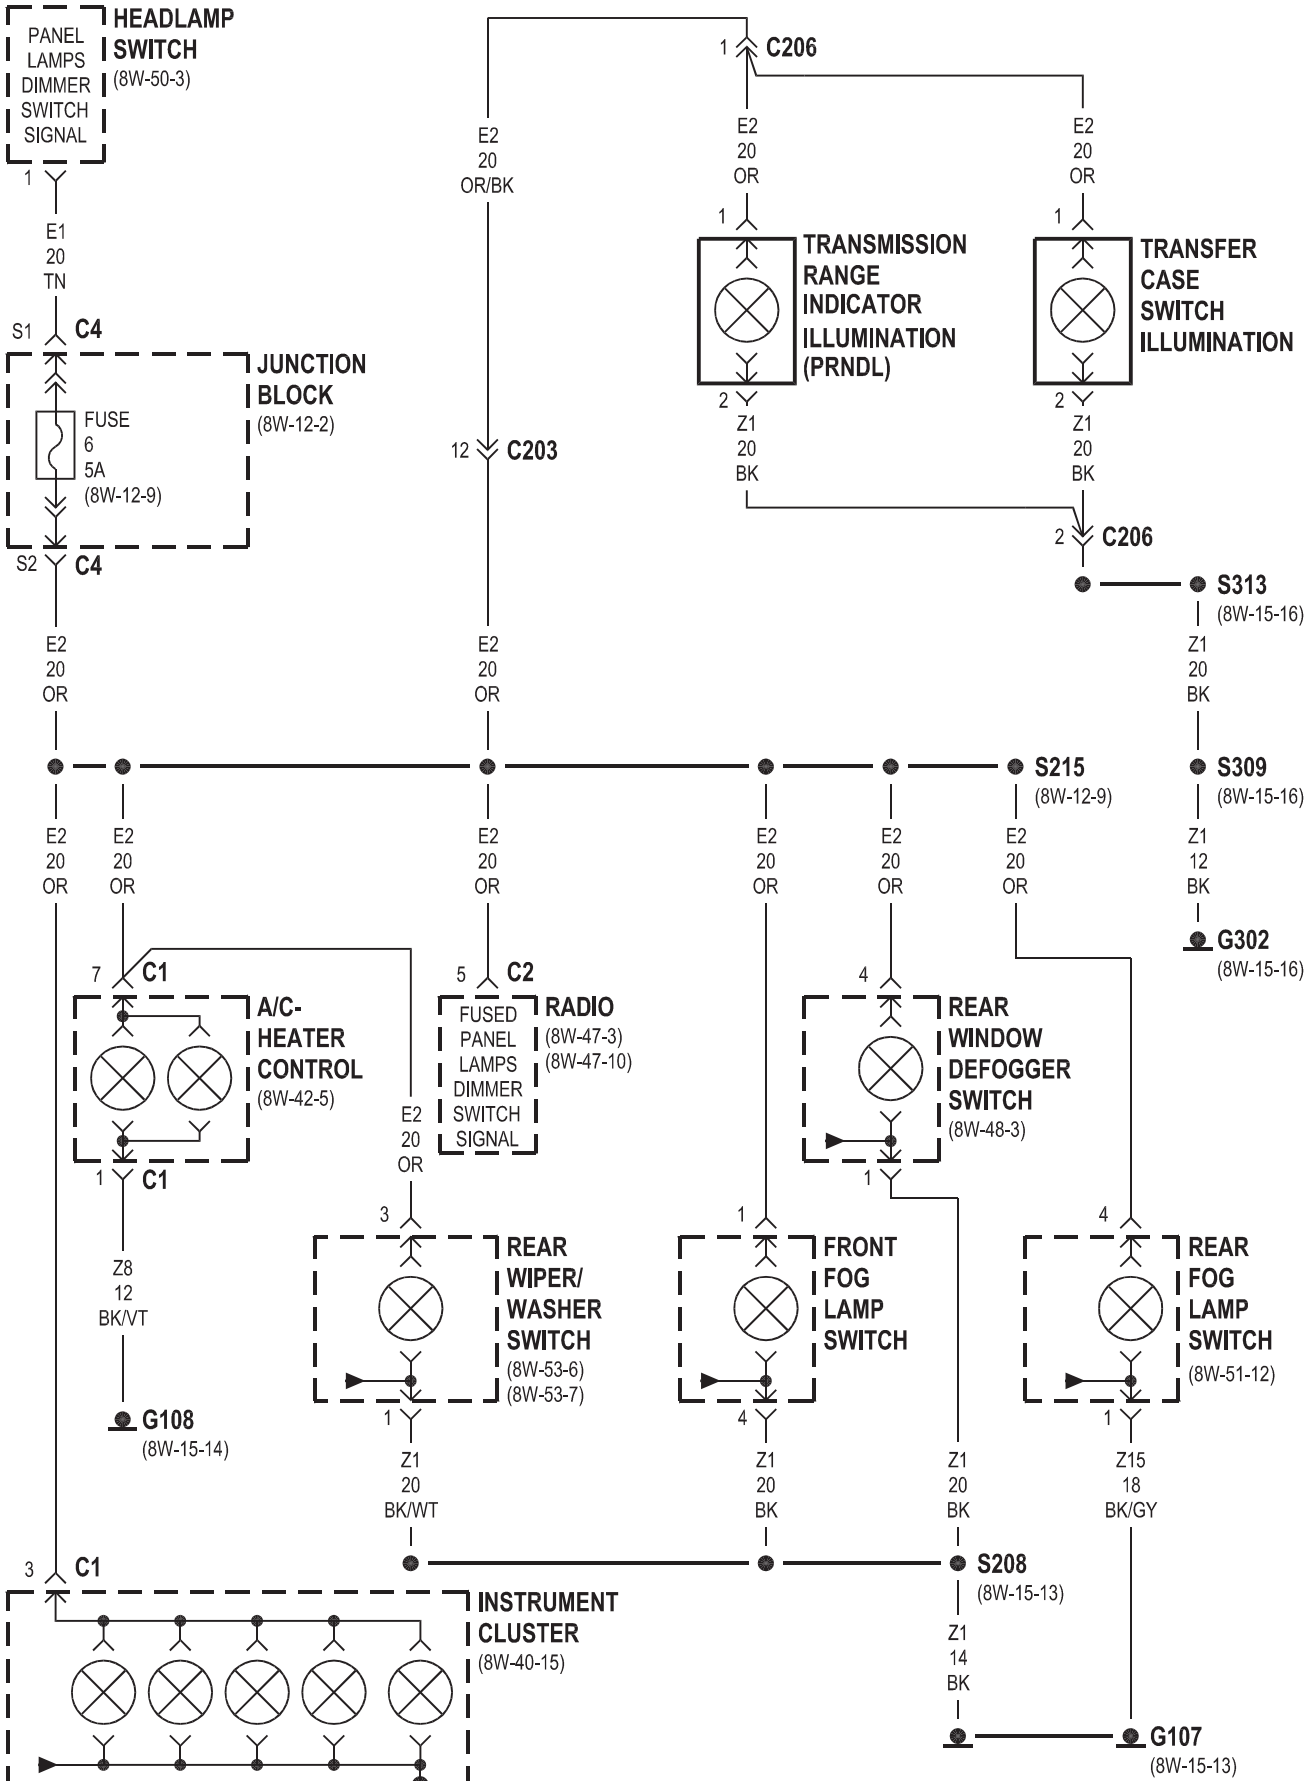 HEADLAMP
SWITCH
(8W-50-3)
PANEL
LAMPS
DIMMER
SWITCH
SIGNAL
1
E1
20
TN
S1
C4
JUNCTION
BLOCK
(8W-12-2)
FUSE
6
5A
(8W-12-9)
S2
C4
E2
20
OR
E2
20
OR/BK
12
C203
E2
20
OR
1
C206
E2
20
OR
E2
20
OR
1
TRANSMISSION
RANGE
INDICATOR
ILLUMINATION
(PRNDL)
2
Z1
20
BK
1
TRANSFER
CASE
SWITCH
ILLUMINATION
2
Z1
20
BK
2
C206
S313
(8W-15-16)
Z1
20
BK
S309
(8W-15-16)
Z1
12
BK
G302
(8W-15-16)
S215
(8W-12-9)
E2
20
OR
E2
20
OR
E2
20
OR
E2
20
OR
E2
20
OR
E2
20
OR
7
C1
A/C-
HEATER
CONTROL
(8W-42-5)
1
C1
Z8
12
BK/VT
G108
(8W-15-14)
5
C2
FUSED
PANEL
LAMPS
DIMMER
SWITCH
SIGNAL
RADIO
(8W-47-3)
(8W-47-10)
E2
20
OR
4
REAR
WINDOW
DEFOGGER
SWITCH
(8W-48-3)
1
3
REAR
WIPER/
WASHER
SWITCH
(8W-53-6)
(8W-53-7)
1
Z1
20
BK/WT
1
FRONT
FOG
LAMP
SWITCH
4
Z1
20
BK
Z1
20
BK
4
REAR
FOG
LAMP
SWITCH
(8W-51-12)
1
Z15
18
BK/GY
S208
(8W-15-13)
Z1
14
BK
G107
(8W-15-13)
3
C1
INSTRUMENT
CLUSTER
(8W-40-15)